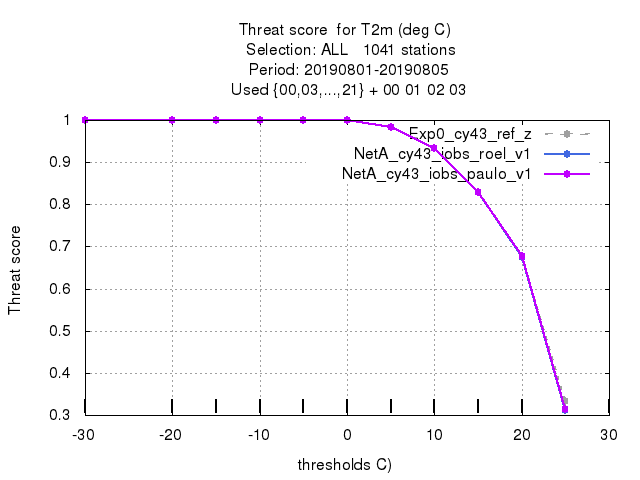 Threat score for T2m (deg C)
Selection: ALL 1041 stations
Period: 20190801-20190805
Used {00,03,...,21} + 00 01 02 03
Exp0_cy43_ref_z
NetA_cy43_iobs_roel_v1
NetA_cy43_iobs_paulo_v1
Threat score
1
0.9
0.8
0.7
0.6
0.5
0.4
0.3
-30 -20 -10 0 10 20 30
thresholds C)